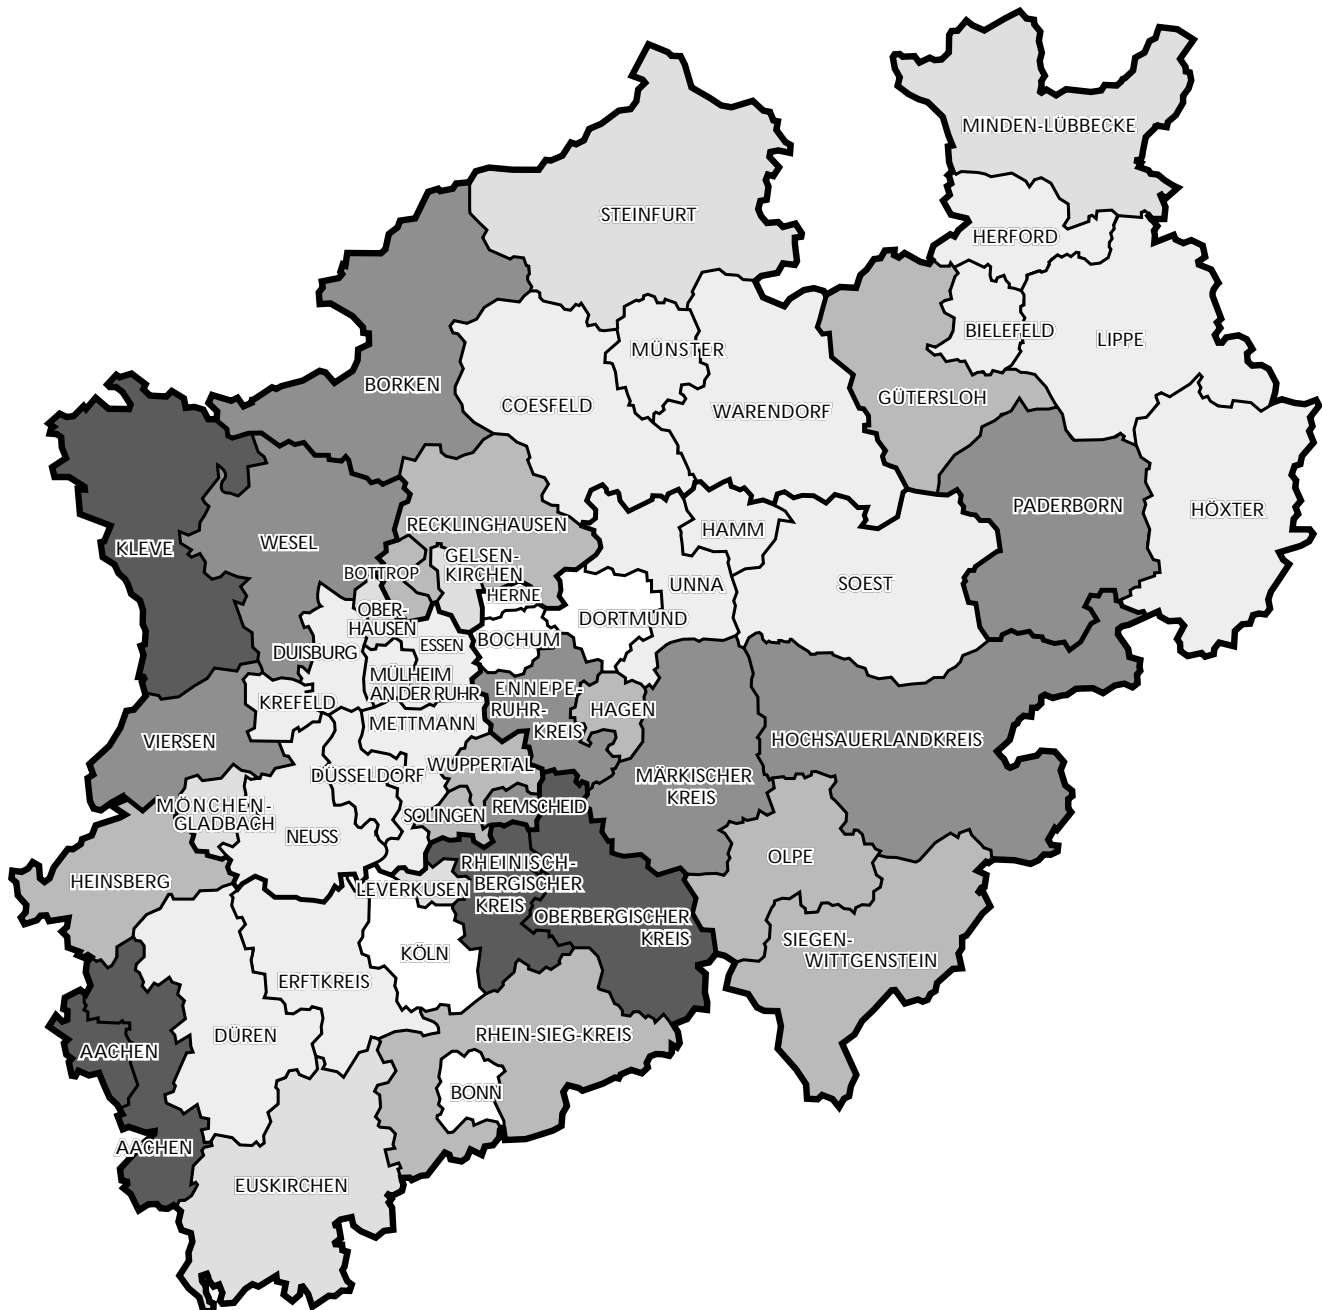 MINDEN-LÜBBECKE
STEINFURT
HERFORD
BIELEFELD
LIPPE
MÜNSTER
BORKEN
GÜTERSLOH
COESFELD
WARENDORF
PADERBORN
HÖXTER
RECKLINGHAUSEN
HAMM
KLEVE
WESEL
GELSEN-
KIRCHEN
BOTTROP
UNNA
SOEST
HERNE
OBER-
HAUSEN
DORTMUND
BOCHUM
ESSEN
DUISBURG
MÜLHEIM
AN DER RUHR
ENNEPE-
RUHR-
KREIS
HAGEN
KREFELD
METTMANN
VIERSEN
HOCHSAUERLANDKREIS
WUPPERTAL
DÜSSELDORF
MÄRKISCHER
KREIS
MÖNCHEN-
GLADBACH
REMSCHEID
SOLINGEN
NEUSS
OLPE
RHEINISCH-
BERGISCHER
KREIS
HEINSBERG
LEVERKUSEN
OBERBERGISCHER
KREIS
SIEGEN-
WITTGENSTEIN
KÖLN
ERFTKREIS
DÜREN
RHEIN-SIEG-KREIS
AACHEN
BONN
AACHEN
EUSKIRCHEN